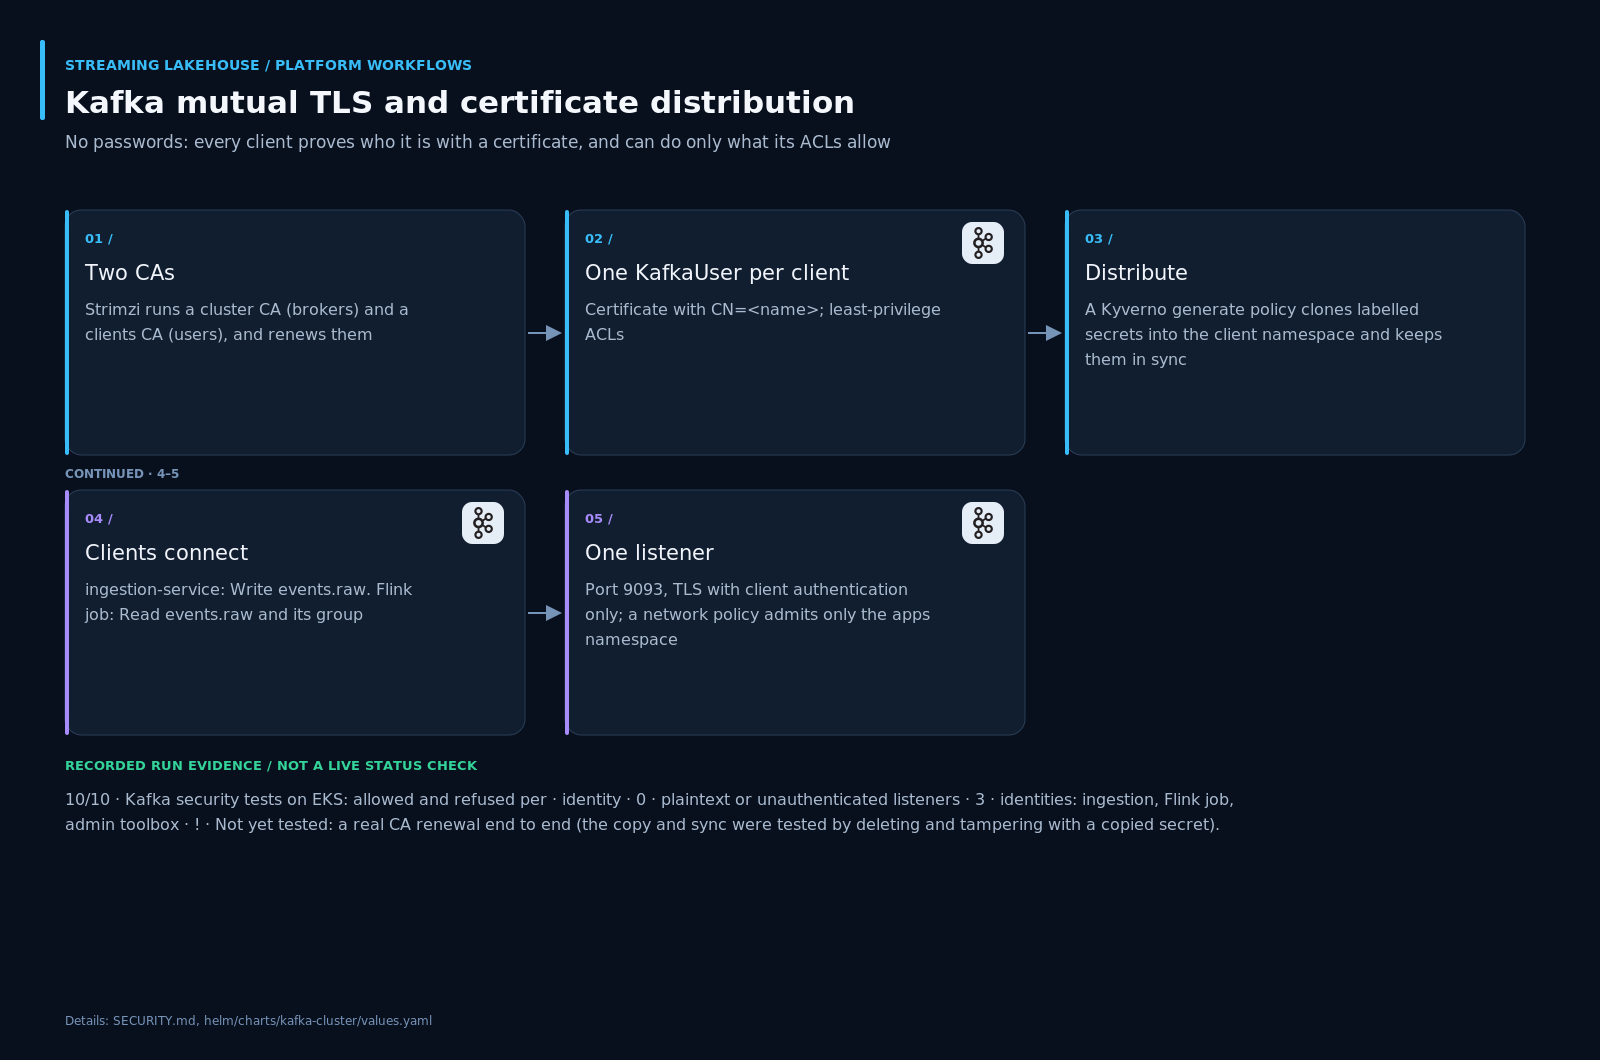 STREAMING LAKEHOUSE / PLATFORM WORKFLOWS
Kafka mutual TLS and certificate distribution
No passwords: every client proves who it is with a certificate, and can do only what its ACLs allow
01 /
Two CAs
Strimzi runs a cluster CA (brokers) and a
clients CA (users), and renews them
02 /
One KafkaUser per client
Certificate with CN=<name>; least-privilege
ACLs
03 /
Distribute
A Kyverno generate policy clones labelled
secrets into the client namespace and keeps
them in sync
CONTINUED · 4–5
04 /
Clients connect
ingestion-service: Write events.raw. Flink
job: Read events.raw and its group
05 /
One listener
Port 9093, TLS with client authentication
only; a network policy admits only the apps
namespace
RECORDED RUN EVIDENCE / NOT A LIVE STATUS CHECK
10/10 · Kafka security tests on EKS: allowed and refused per · identity · 0 · plaintext or unauthenticated listeners · 3 · identities: ingestion, Flink job,
admin toolbox · ! · Not yet tested: a real CA renewal end to end (the copy and sync were tested by deleting and tampering with a copied secret).
Details: SECURITY.md, helm/charts/kafka-cluster/values.yaml